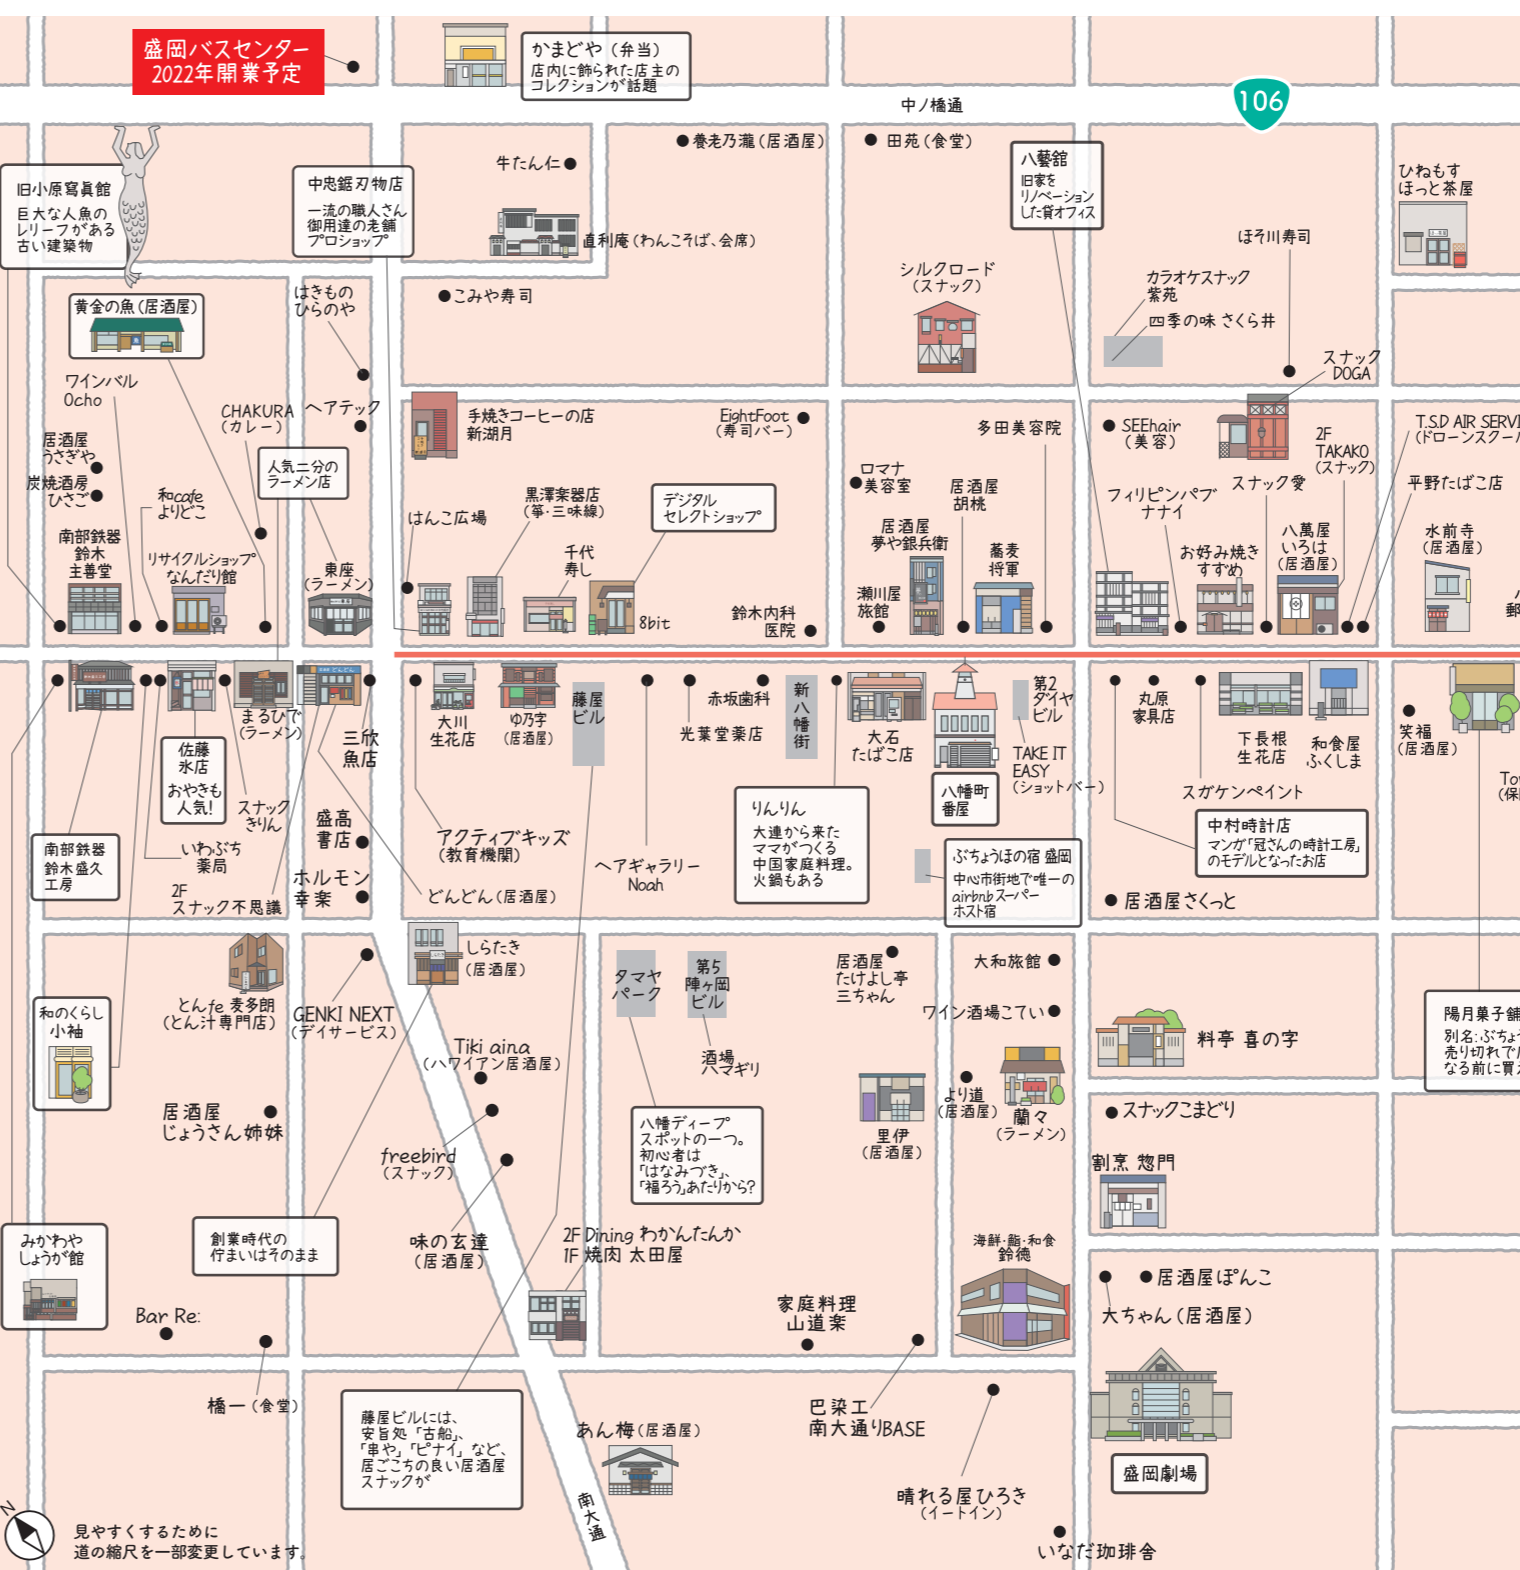 盛岡バスセンター
2022年開業予定
かまどや（弁当）
店内に飾られた店主の
コレクションが話題
中ノ橋通
106
養老乃瀧(居酒屋)
田苑(食堂)
牛たん仁
八藝舘
旧家を
リノベーション
した貸オフィス
ひねもす
ほっと茶屋
旧小原寫眞館
巨大な人魚の
レリーフがある
古い建築物
中忠鋸刃物店
一流の職人さん
御用達の老舗
プロショップ
直利庵(わんこそば、会席)
ほそ川寿司
シルクロード
(スナック)
カラオケスナック
紫苑
四季の味 さくら井
はきもの
ひらのや
こみや寿司
黄金の魚(居酒屋)
スナック
DOGA
ワインバル
Ocho
CHAKURA
(カレー)
ヘアテック
手焼きコーヒーの店
新湖月
EightFoot
(寿司バー)
多田美容院
SEEhair
(美容)
2F
TAKAKO
(スナック)
T.S.D AIR SERVI
(ドローンスクール
居酒屋
うさぎや
炭焼酒房
ひさご
人気二分の
ラーメン店
和cafe
よりどこ
はんこ広場
黒澤楽器店
(箏・三味線)
デジタル
セレクトショップ
ロマナ
美容室
居酒屋
胡桃
フィリピンパブ
ナナイ
スナック愛
平野たばこ店
南部鉄器
鈴木
主善堂
リサイクルショップ
なんだり館
東座
(ラーメン)
千代
寿し
居酒屋
夢や銀兵衛
蕎麦
将軍
お好み焼き
すずめ
八萬屋
いろは
(居酒屋)
水前寺
(居酒屋)
8bit
鈴木内科
医院
瀬川屋
旅館
郵
まるひで
(ラーメン)
三欣
魚店
大川
生花店
ゆ乃字
(居酒屋)
藤屋
ビル
赤坂歯科
光葉堂薬店
新八幡街
大石
たばこ店
第2
ダイヤ
ビル
丸原
家具店
下長根
生花店
和食屋
ふくしま
笑福
(居酒屋)
佐藤
氷店
おやきも
人気!
スナック
きりん
盛高
書店
アクティブキッズ
(教育機関)
ヘアギャラリー
Noah
りんりん
大連から来た
ママがつくる
中国家庭料理。
火鍋もある
八幡町
番屋
TAKE IT
EASY
(ショットバー)
スガケンペイント
中村時計店
マンガ「冠さんの時計工房」
のモデルとなったお店
南部鉄器
鈴木盛久
工房
いわぶち
薬局
2F
スナック不思議
ホルモン
幸楽
どんどん(居酒屋)
ぶちょうほの宿 盛岡
中心市街地で唯一の
airbnbスーパー
ホスト宿
居酒屋さくっと
しらたき
(居酒屋)
とんfe 麦多朗
(とん汁専門店)
GENKI NEXT
(デイサービス)
タマヤ
パーク
第5
陣ヶ岡
ビル
居酒屋
たけよし亭
三ちゃん
大和旅館
ワイン酒場こてい
料亭 喜の字
陽月菓子舗
別名:ぶちょう
売り切れで
なる前に買
和のくらし
小袖
Tiki aina
(ハワイアン居酒屋)
酒場
ハマギリ
居酒屋
じょうさん姉妹
freebird
(スナック)
八幡ディープ
スポットの一つ。
初心者は
「はなみづき」、
「福ろう」あたりから?
里伊
(居酒屋)
より道
(居酒屋)
蘭々
(ラーメン)
スナックこまどり
割烹 惣門
みかわや
しょうが館
創業時代の
佇まいはそのまま
味の玄達
(居酒屋)
2F Dining わかんたんか
1F 焼肉 太田屋
海鮮・鮨・和食
鈴徳
居酒屋ぽんこ
大ちゃん(居酒屋)
Bar Re:
家庭料理
山道楽
橋一(食堂)
藤屋ビルには、
安旨処「古船」、
「串や」「ピナイ」など、
居ごこちの良い居酒屋
スナックが
あん梅(居酒屋)
巴染工
南大通りBASE
盛岡劇場
晴れる屋ひろき
(イートイン)
南大通
いなだ珈琲舎
N
見やすくするために
道の縮尺を一部変更しています。